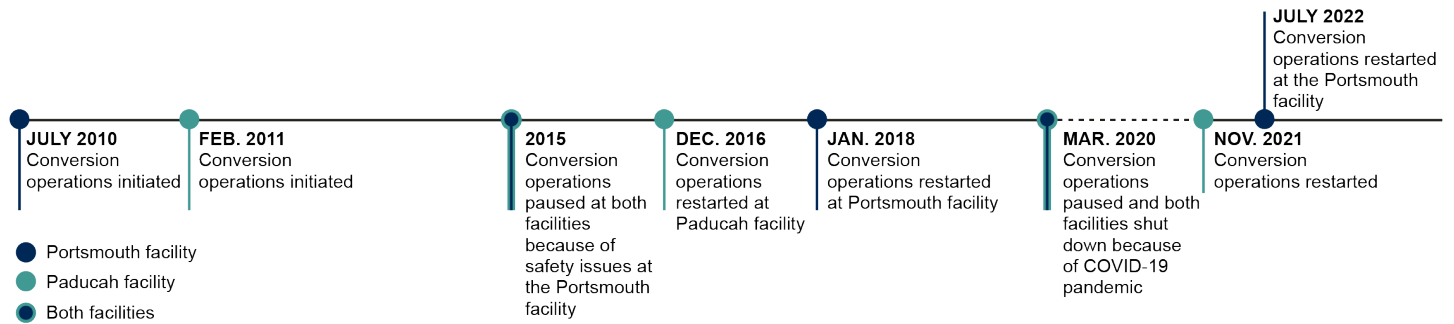 JULY 2010
Conversion
operations initiated
FEB. 2011
Conversion
operations initiated
2015
Conversion
operations
paused at both
facilities
because of
safety issues at
the Portsmouth
facility
DEC. 2016
Conversion
operations
restarted at
Paducah facility
JAN. 2018
Conversion
operations restarted
at Portsmouth facility
MAR. 2020
Conversion
operations
paused and both
facilities shut
down because
of COVID-19
pandemic
NOV. 2021
Conversion
operations restarted
JULY 2022
Conversion
operations restarted
at the Portsmouth
facility
Portsmouth facility
Paducah facility
Both facilities